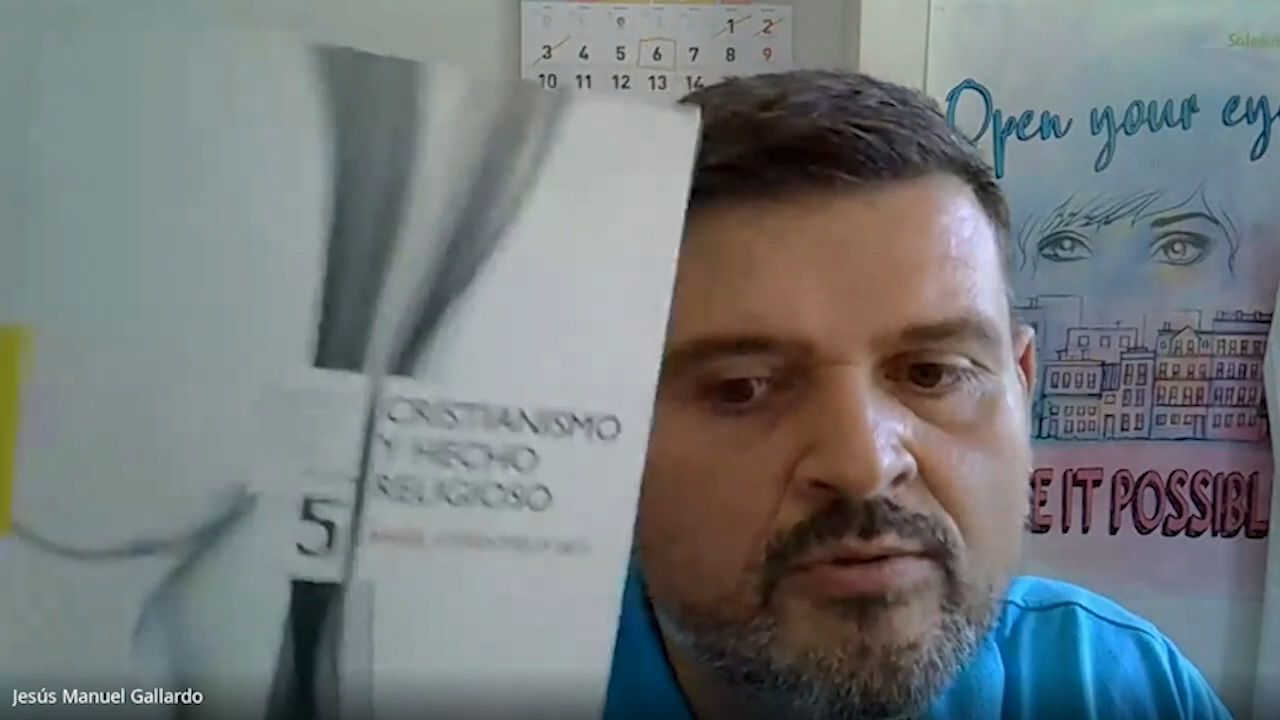 1 2
3 4 5 6 7 8 9
10 11 12 13 14
Open your ey
E IT POSSIBL
CRISTIANISMO
Y HECHO
RELIGIOSO
5
Jesús Manuel Gallardo